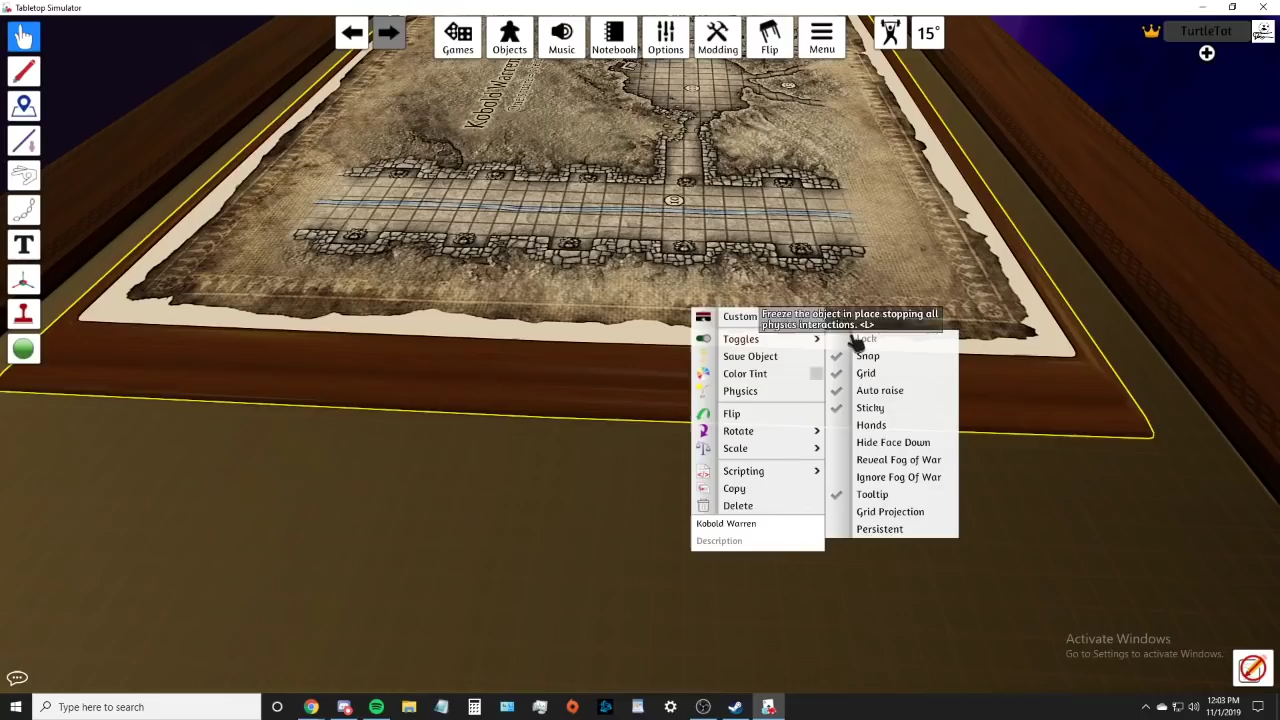 Tabletop Simulator
Games
Objects
Music
Notebook
Options
Modding
Flip
Menu
15°
TurtleTot
Kobold Warren
T
Custom
Freeze the object in place stopping all
physics interactions. <L>
Toggles
Lock
Save Object
Snap
Color Tint
Grid
Physics
Auto raise
Flip
Sticky
Rotate
Hands
Scale
Hide Face Down
Reveal Fog of War
Scripting
Ignore Fog Of War
Copy
Tooltip
Delete
Grid Projection
Kobold Warren
Persistent
Description
Activate Windows
Go to Settings to activate Windows.
Type here to search
12:03 PM
11/1/2019